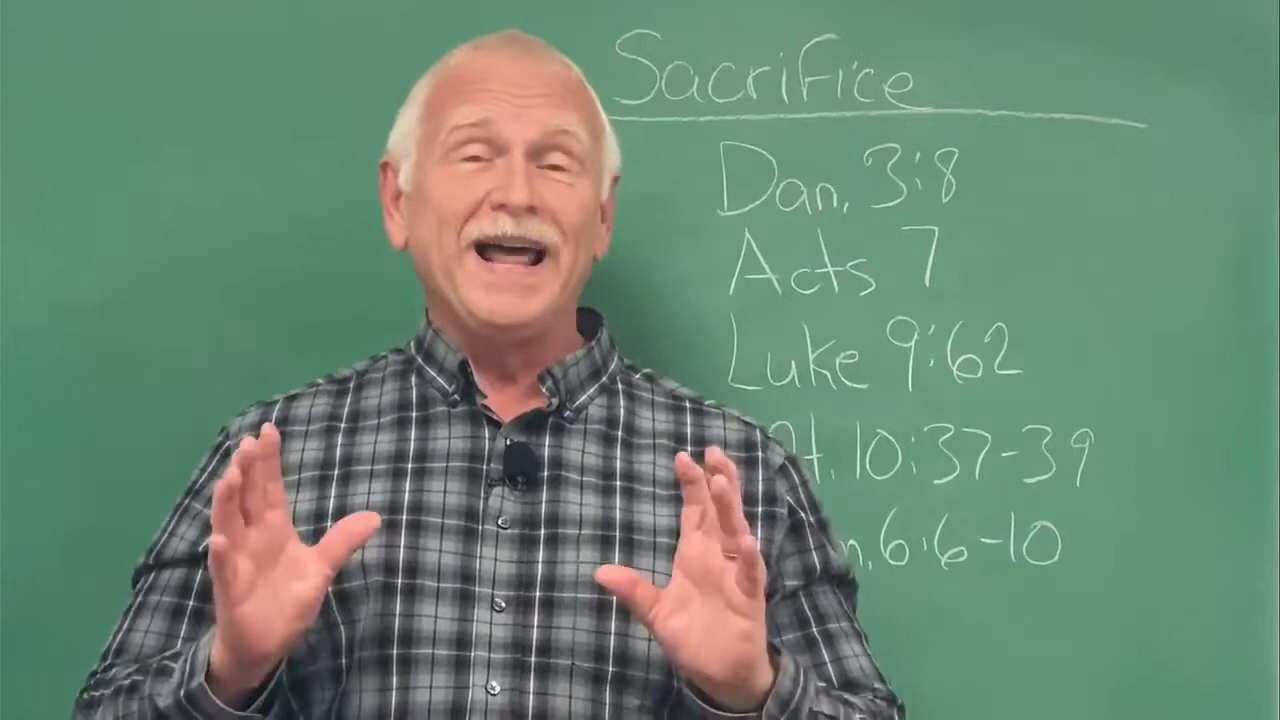 Sacrifice
Dan. 3:8
Acts 7
Luke 9:62
10:37-39
6:6-10